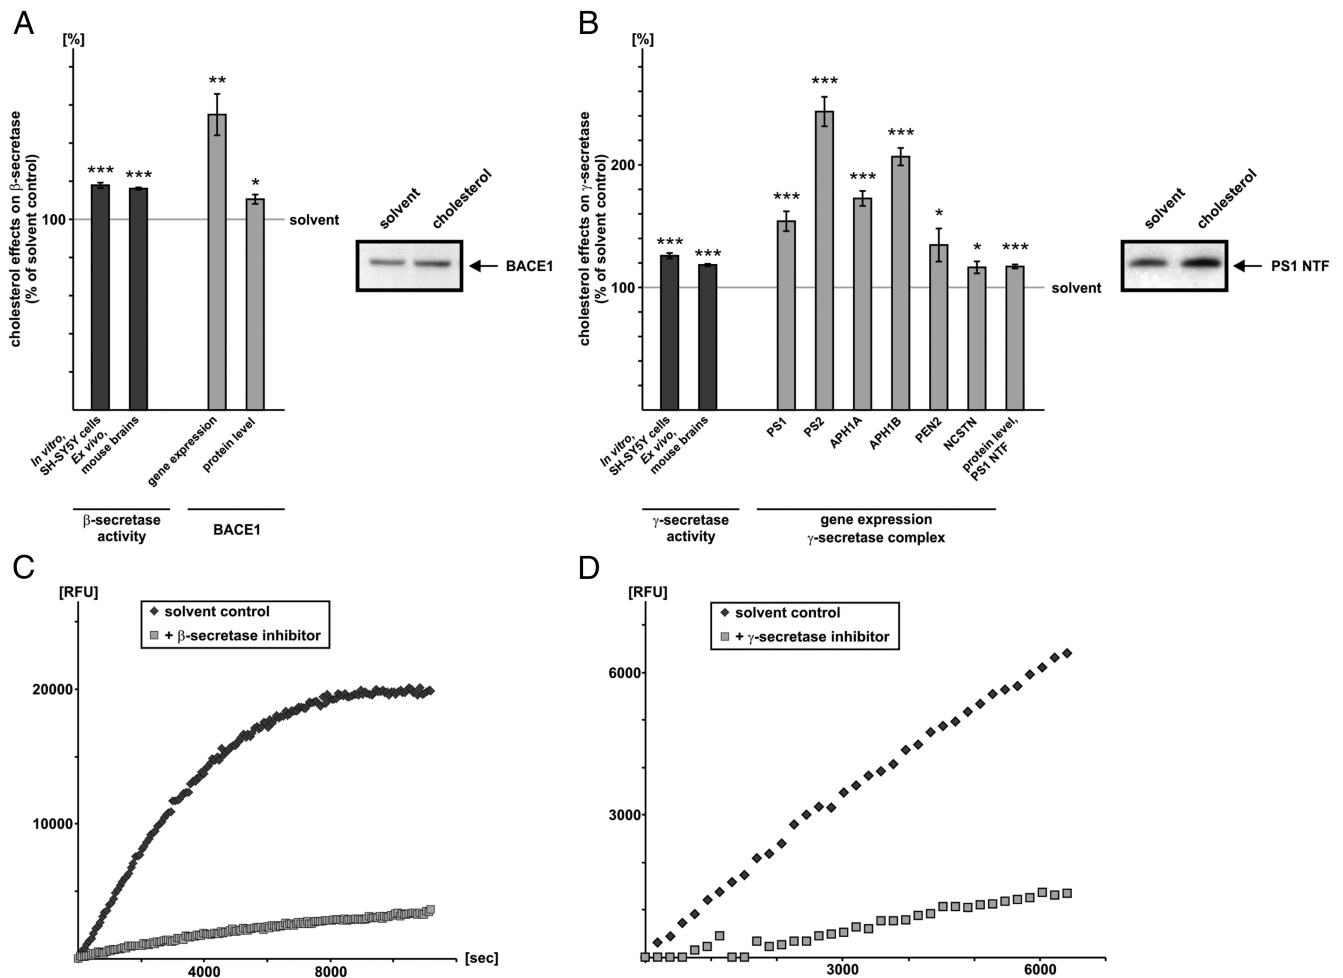 A
[%]
cholesterol effects on β-secretase
(% of solvent control)
100
***
***
**
*
solvent
In vitro,
SH-SY5Y cells
Ex vivo,
mouse brains
gene expression
protein level
β-secretase
activity
BACE1
solvent
cholesterol
BACE1
B
[%]
cholesterol effects on γ-secretase
(% of solvent control)
200
100
***
***
***
***
***
***
*
*
***
solvent
In vitro,
SH-SY5Y cells
Ex vivo,
mouse brains
PS1
PS2
APH1A
APH1B
PEN2
NCSTN
protein level,
PS1 NTF
γ-secretase
activity
gene expression
γ-secretase complex
solvent
cholesterol
PS1 NTF
C
[RFU]
solvent control
+ β-secretase inhibitor
20000
10000
4000
8000
[sec]
D
[RFU]
solvent control
+ γ-secretase inhibitor
6000
3000
3000
6000